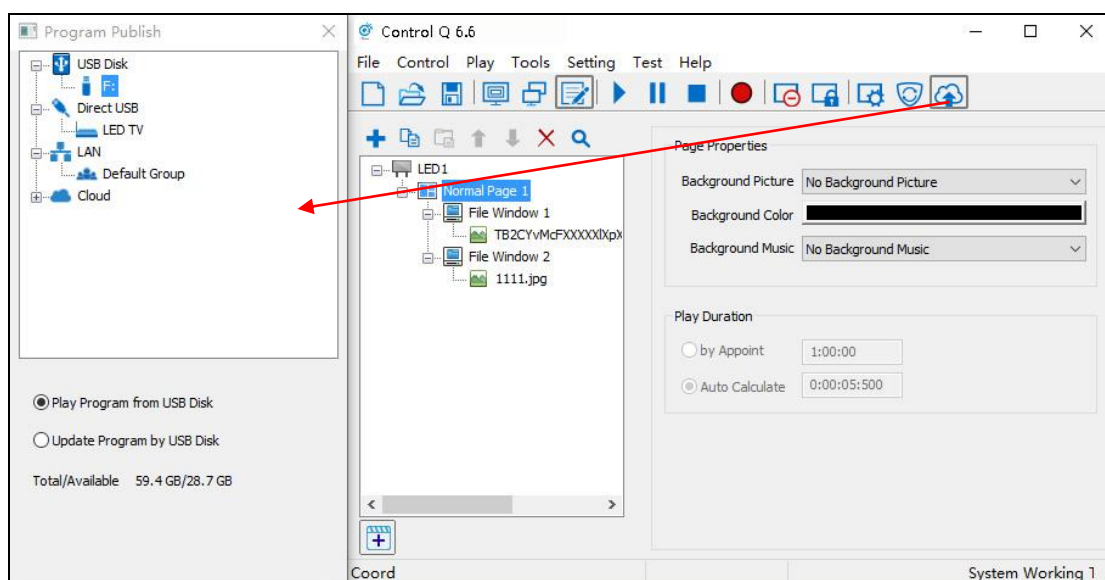 Program Publish
USB Disk
F:
Direct USB
LED TV
LAN
Default Group
Cloud
Play Program from USB Disk
Update Program by USB Disk
Total/Available 59.4 GB/28.7 GB
Control Q 6.6
File Control Play Tools Setting Test Help
LED1
Normal Page 1
File Window 1
TB2CYvMcFXXXXXlXpX
File Window 2
1111.jpg
Page Properties
Background Picture No Background Picture
Background Color
Background Music No Background Music
Play Duration
by Appoint 1:00:00
Auto Calculate 0:00:05:500
Coord System Working T